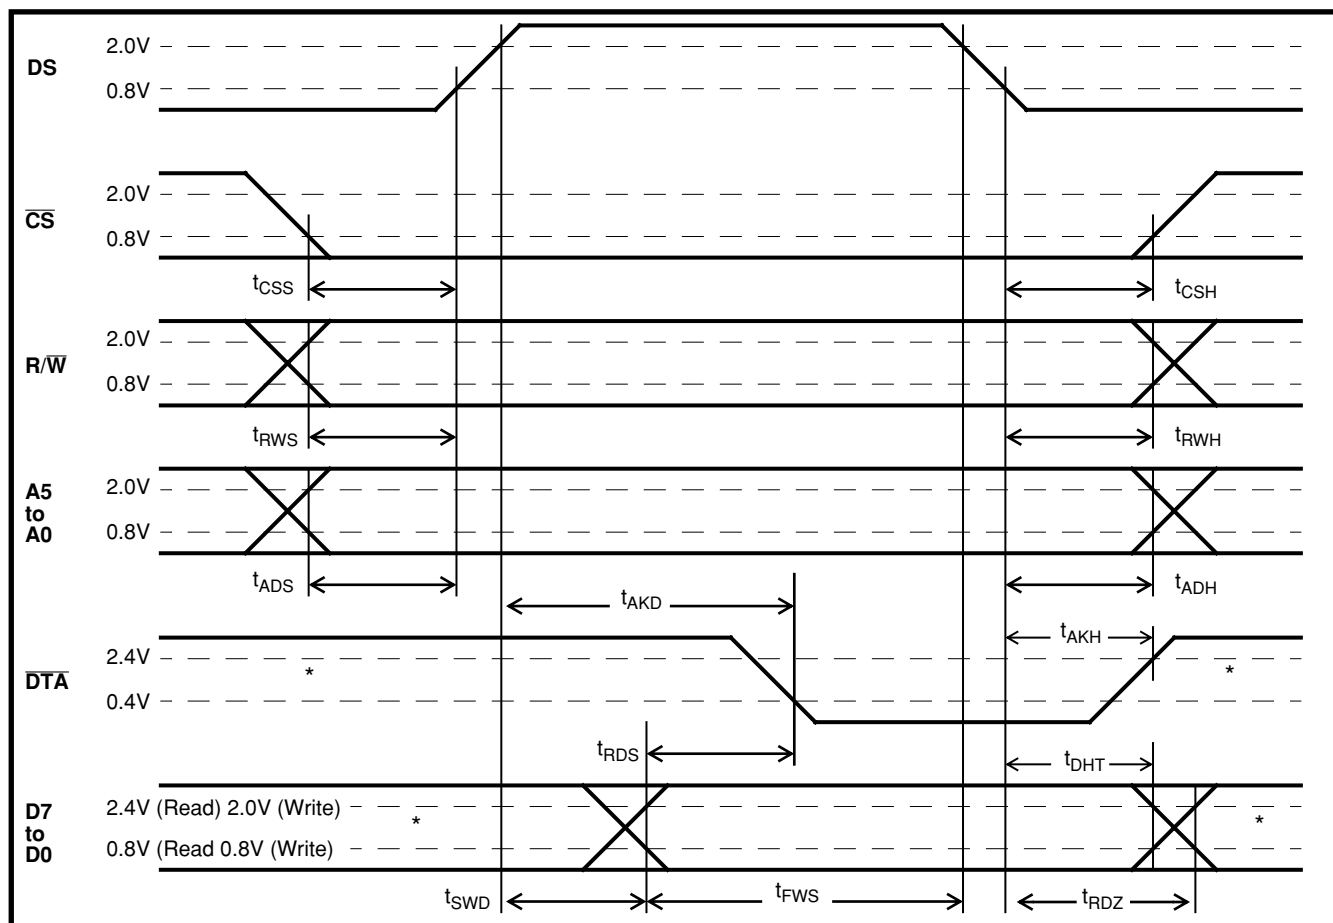 2.0V
DS
0.8V
2.0V
C̅S̅
0.8V
tCSS
tCSH
2.0V
R/W̅
0.8V
tRWS
tRWH
A5
2.0V
to
A0
0.8V
tADS
tADH
tAKD
tAKH
2.4V
D̅T̅A̅
*
*
0.4V
tRDS
tDHT
D7
2.4V (Read) 2.0V (Write)
to
*
*
D0
0.8V (Read 0.8V (Write)
tSWD
tFWS
tRDZ